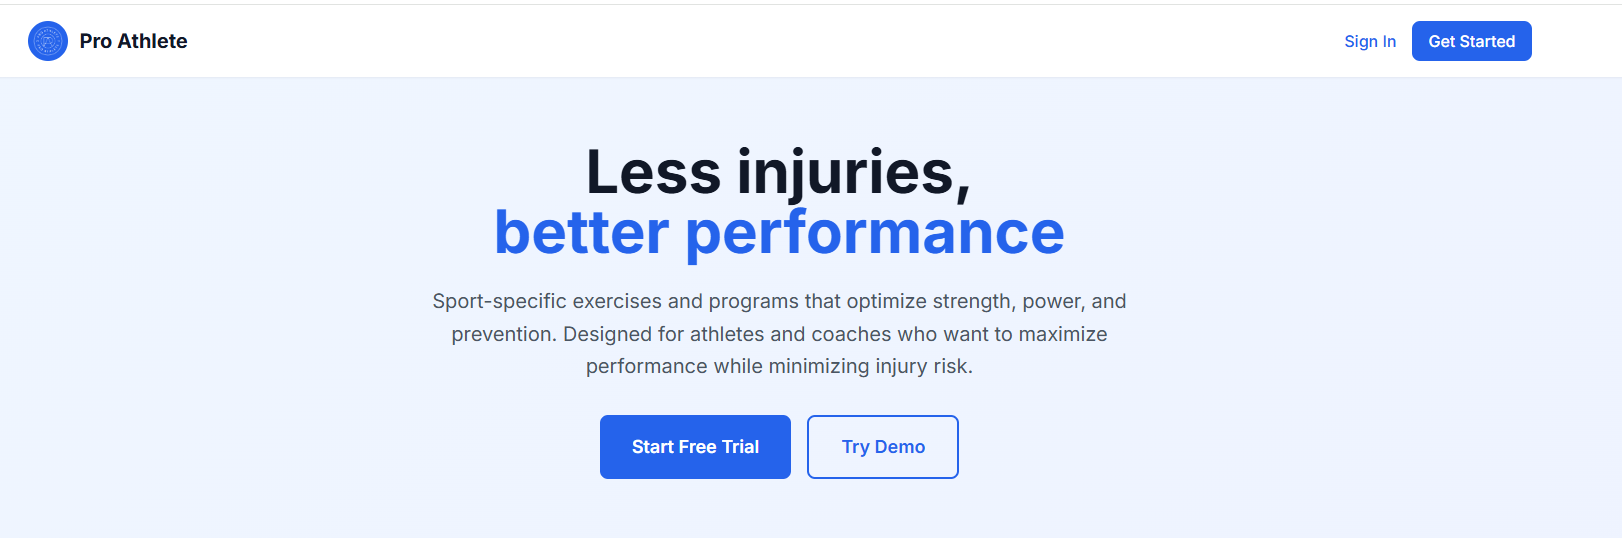 Pro Athlete
Sign In
Get Started
Less injuries,
better performance
Sport-specific exercises and programs that optimize strength, power, and
prevention. Designed for athletes and coaches who want to maximize
performance while minimizing injury risk.
Start Free Trial
Try Demo